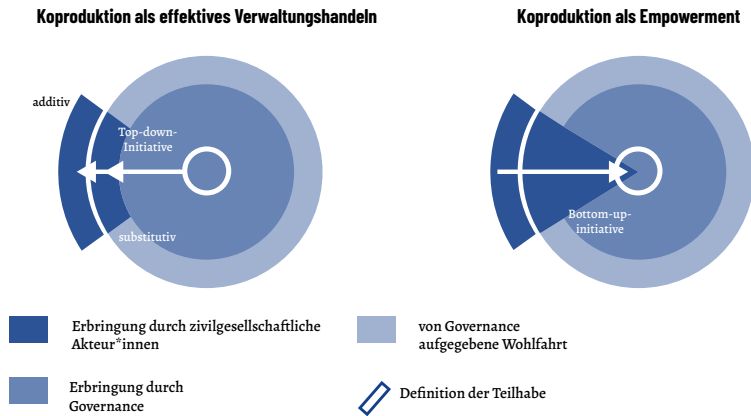 Koproduktion als effektives Verwaltungshandeln
Koproduktion als Empowerment
additiv
Top-down-
Initiative
substitutiv
Bottom-up-
initiative
Erbringung durch zivilgesellschaftliche
Akteur*innen
von Governance
aufgegebene Wohlfahrt
Erbringung durch
Governance
Definition der Teilhabe